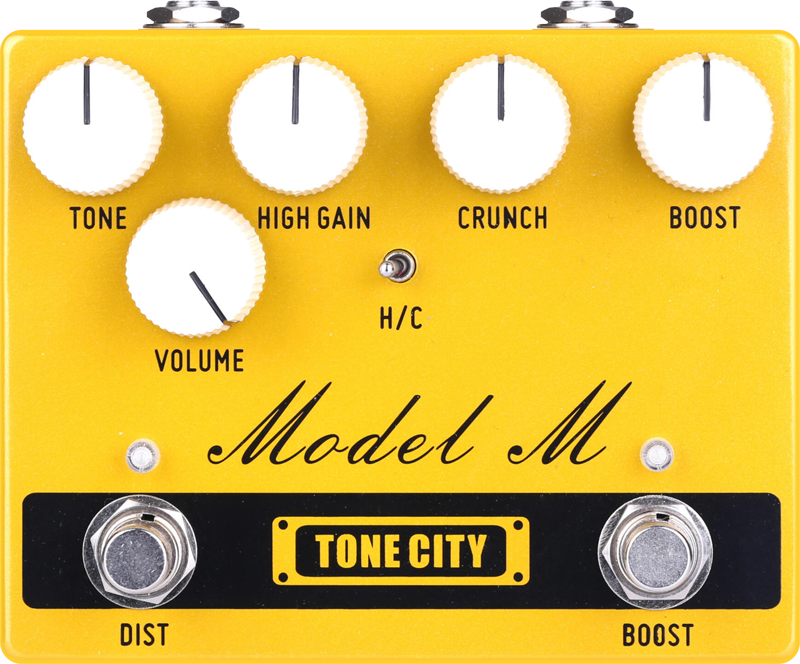 TONE HIGH GAIN CRUNCH BOOST
H/C
VOLUME
Model M
TONE CITY
DIST BOOST